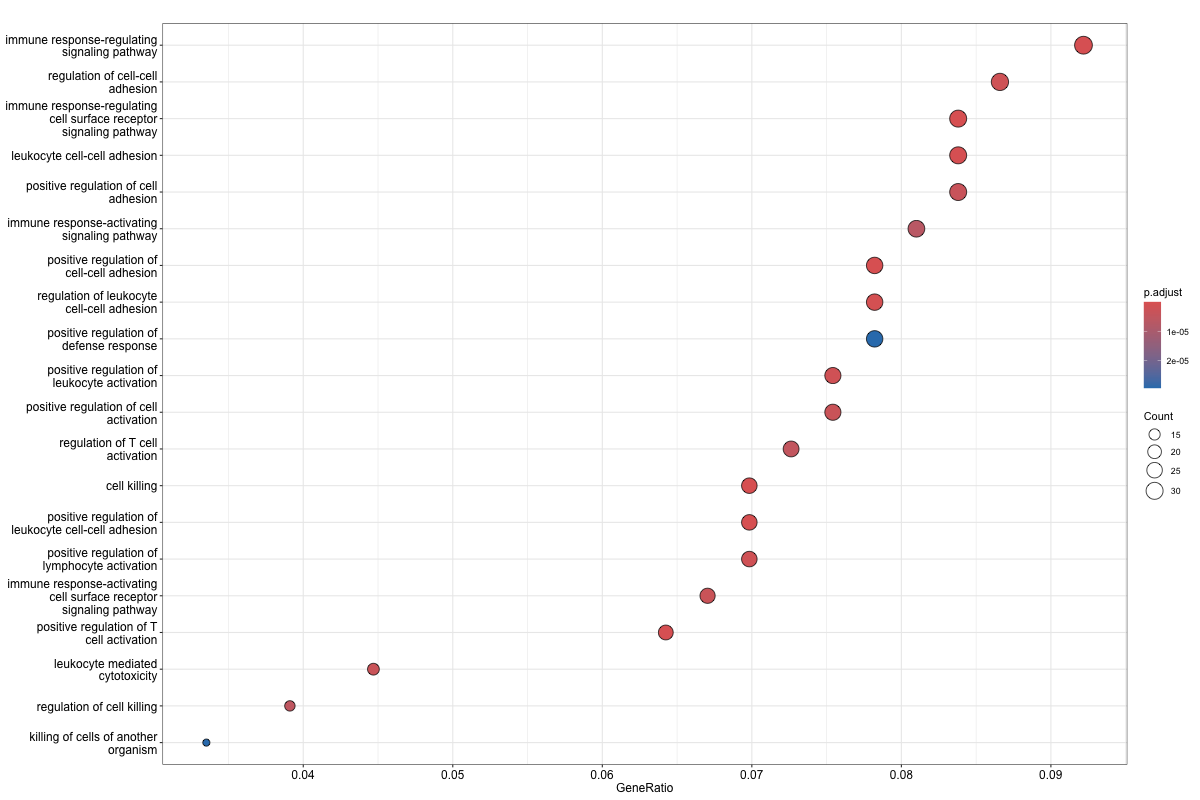 immune response-regulating
signaling pathway
regulation of cell-cell
adhesion
immune response-regulating
cell surface receptor
signaling pathway
leukocyte cell-cell adhesion
positive regulation of cell
adhesion
immune response-activating
signaling pathway
positive regulation of
cell-cell adhesion
regulation of leukocyte
cell-cell adhesion
positive regulation of
defense response
positive regulation of
leukocyte activation
positive regulation of cell
activation
regulation of T cell
activation
cell killing
positive regulation of
leukocyte cell-cell adhesion
positive regulation of
lymphocyte activation
immune response-activating
cell surface receptor
signaling pathway
positive regulation of T
cell activation
leukocyte mediated
cytotoxicity
regulation of cell killing
killing of cells of another
organism
0.04 0.05 0.06 0.07 0.08 0.09
GeneRatio
p.adjust
1e-05
2e-05
Count
15
20
25
30